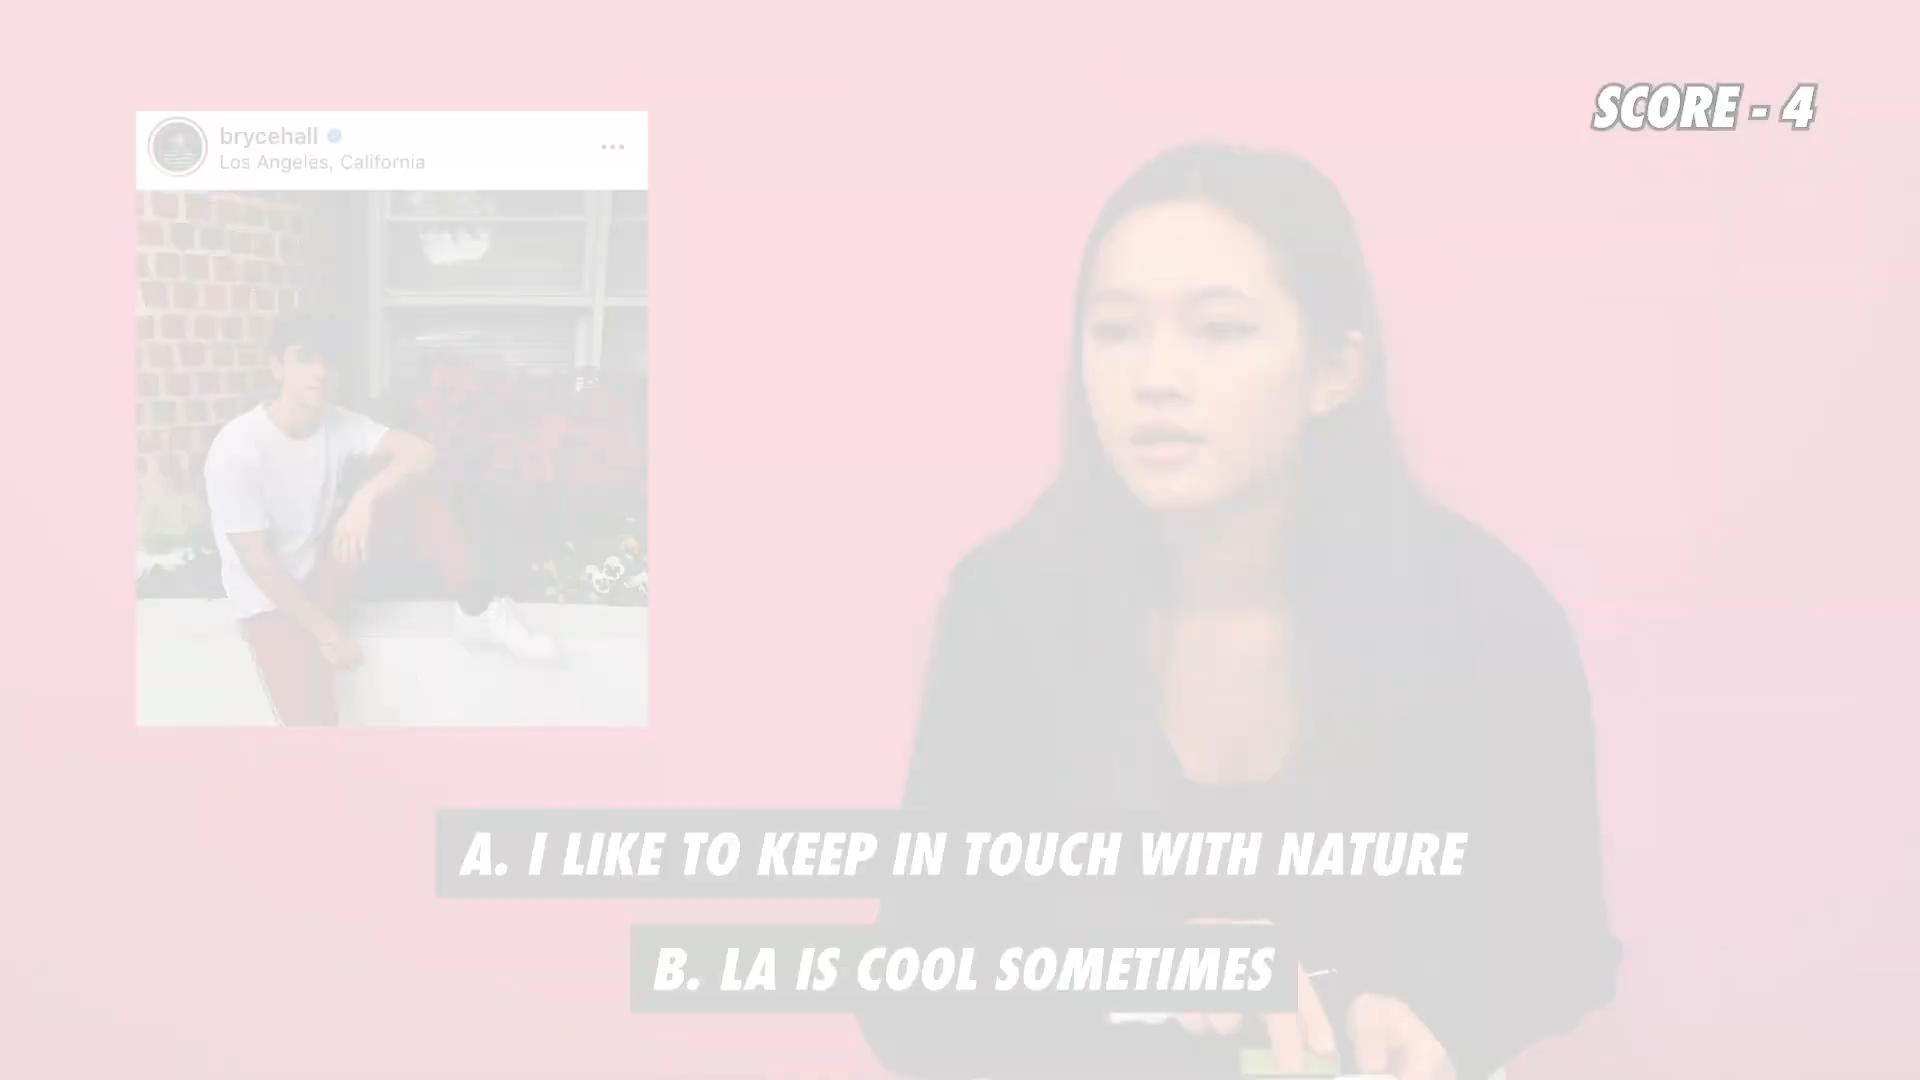 SCORE - 4
brycehall
Los Angeles, California
A. I LIKE TO KEEP IN TOUCH WITH NATURE
B. LA IS COOL SOMETIMES